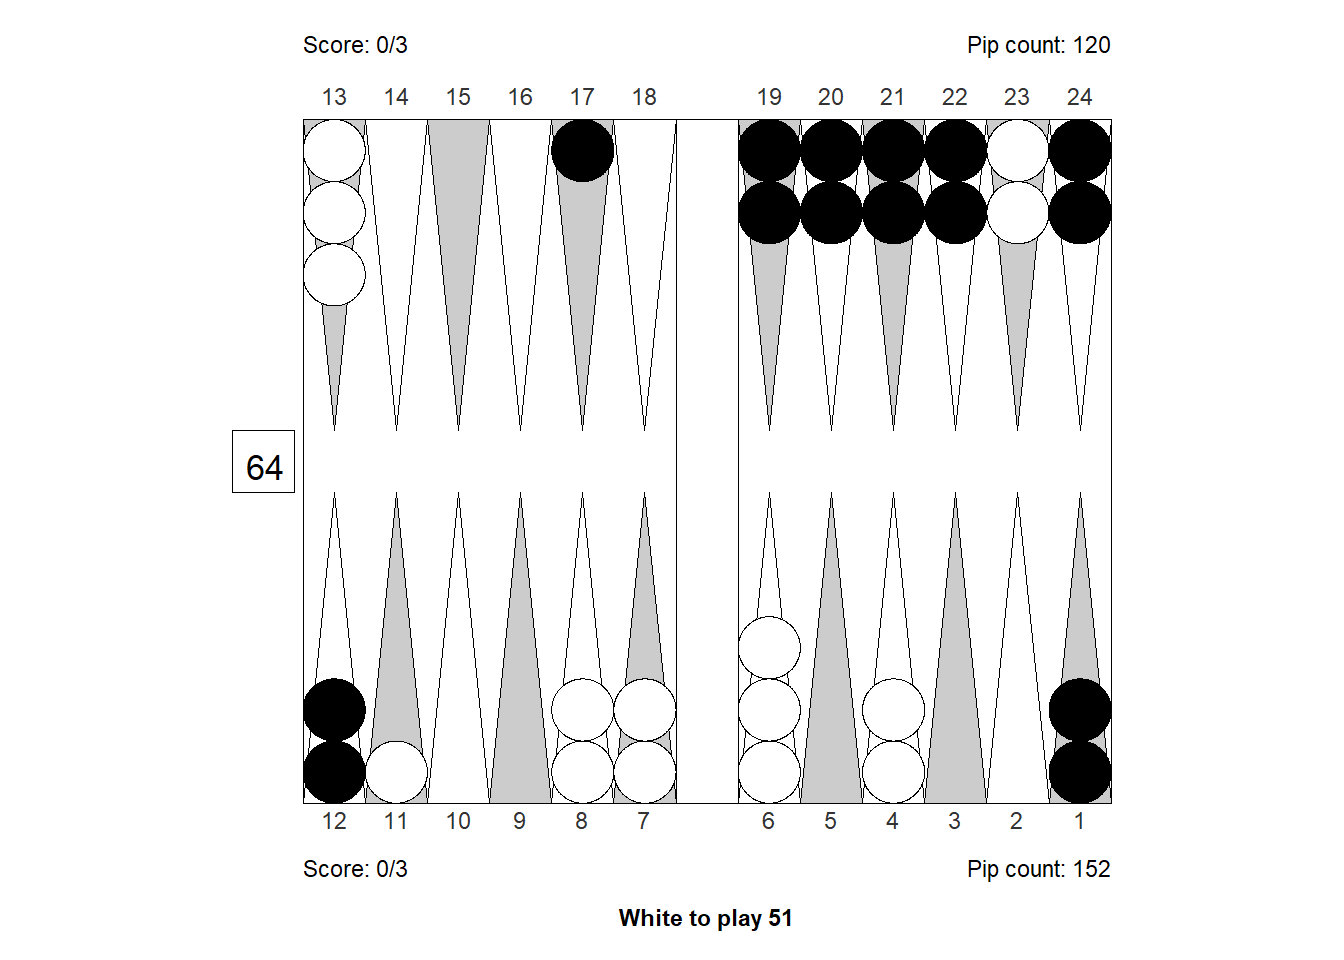 Score: 0/3 Pip count: 120
13 14 15 16 17 18 19 20 21 22 23 24
64
12 11 10 9 8 7 6 5 4 3 2 1
Score: 0/3 Pip count: 152
White to play 51